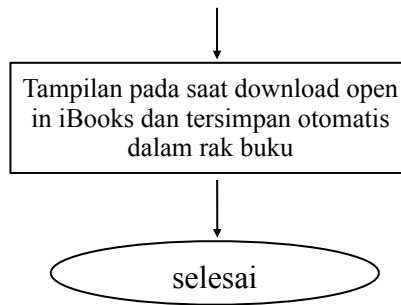 Tampilan pada saat download open
in iBooks dan tersimpan otomatis
dalam rak buku
selesai